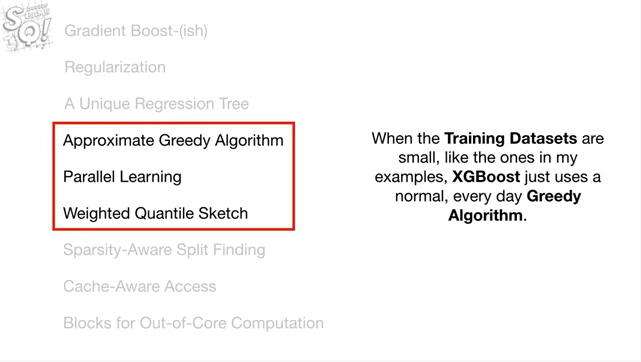 Gradient Boost-(ish)
Regularization
A Unique Regression Tree
Approximate Greedy Algorithm
Parallel Learning
Weighted Quantile Sketch
Sparsity-Aware Split Finding
Cache-Aware Access
Blocks for Out-of-Core Computation
When the Training Datasets are
small, like the ones in my
examples, XGBoost just uses a
normal, every day Greedy
Algorithm.